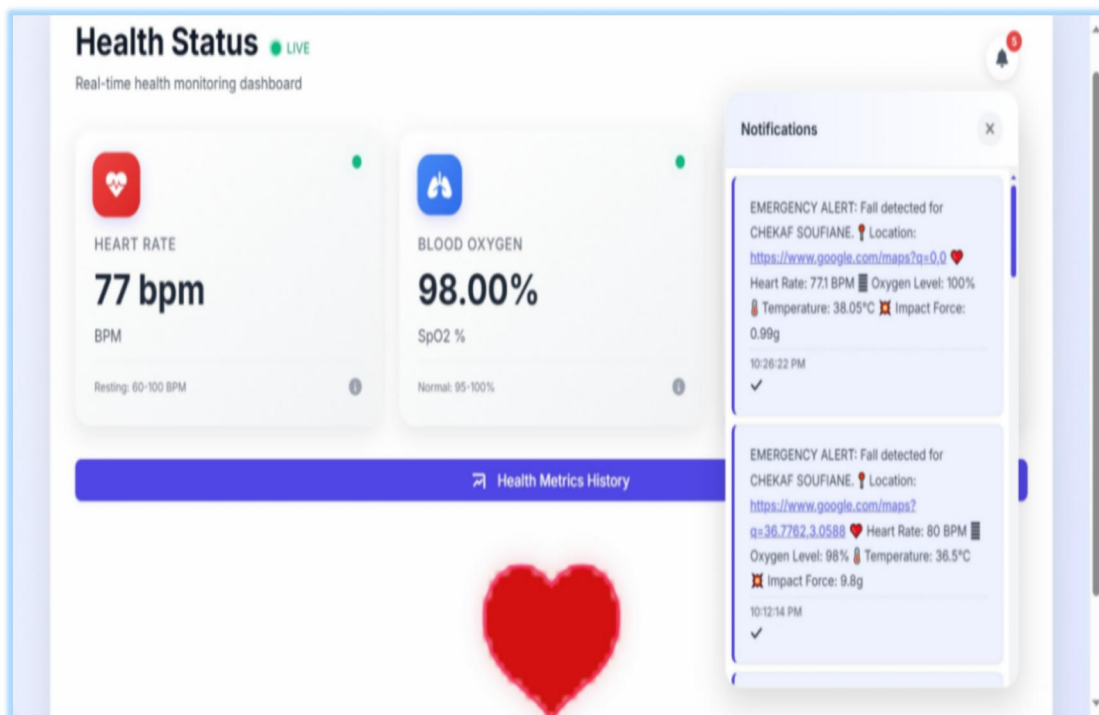 Health Status ● LIVE
Real-time health monitoring dashboard
5
HEART RATE
77 bpm
BPM
Resting: 60-100 BPM
BLOOD OXYGEN
98.00%
SpO2 %
Normal: 95-100%
Health Metrics History
Notifications
EMERGENCY ALERT: Fall detected for
CHEKAF SOUFIANE. 📍 Location:
https://www.google.com/maps?q=0,0 ❤️
Heart Rate: 77.1 BPM Oxygen Level: 100%
🌡️ Temperature: 38.05°C 💥 Impact Force:
0.99g
10:26:22 PM
✓
EMERGENCY ALERT: Fall detected for
CHEKAF SOUFIANE. 📍 Location:
https://www.google.com/maps?
q=36.7762,3.0588 ❤️ Heart Rate: 80 BPM
Oxygen Level: 98% 🌡️ Temperature: 36.5°C
💥 Impact Force: 9.8g
10:12:14 PM
✓